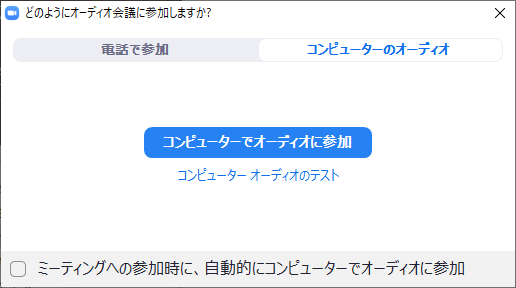 どのようにオーディオ会議に参加しますか?
電話で参加
コンピューターのオーディオ
コンピューターでオーディオに参加
コンピューター オーディオのテスト
ミーティングへの参加時に、自動的にコンピューターでオーディオに参加